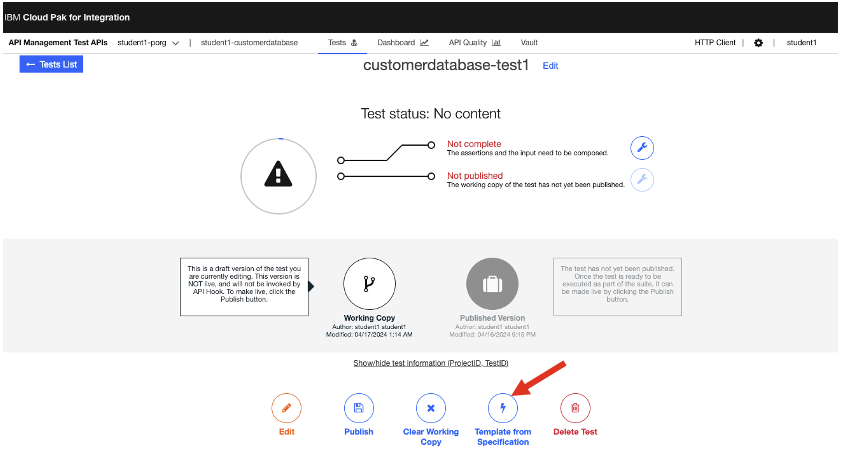 IBM Cloud Pak for Integration
API Management Test APIs student1-porg | student1-customerdatabase Tests Dashboard API Quality Vault HTTP Client | student1
← Tests List
customerdatabase-test1 Edit
Test status: No content
Not complete
The assertions and the input need to be composed.
Not published
The working copy of the test has not yet been published.
This is a draft version of the test you
are currently editing. This version is
NOT live, and will not be invoked by
API Hook. To make live, click the
Publish button.
Working Copy
Author: student1 student1
Modified: 04/17/2024 1:14 AM
Published Version
Author: student1 student1
Modified: 04/16/2024 9:15 PM
The test has not yet been published.
Once the test is ready to be
executed as part of the suite, it can
be made live by clicking the Publish
button.
Show/hide test information (ProjectID, TestID)
Edit
Publish
Clear Working
Copy
Template from
Specification
Delete Test